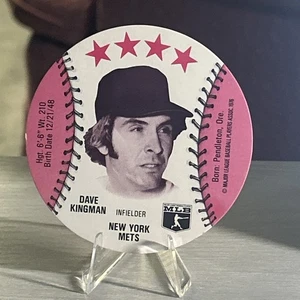 Hgt. 6'-6" Wt. 210
Birth Date 12/21/48
DAVE
KINGMAN
INFIELDER
NEW YORK
METS
MLB
Born: Pendleton, Ore.
© MAJOR LEAGUE BASEBALL PLAYERS ASSOC. 1976